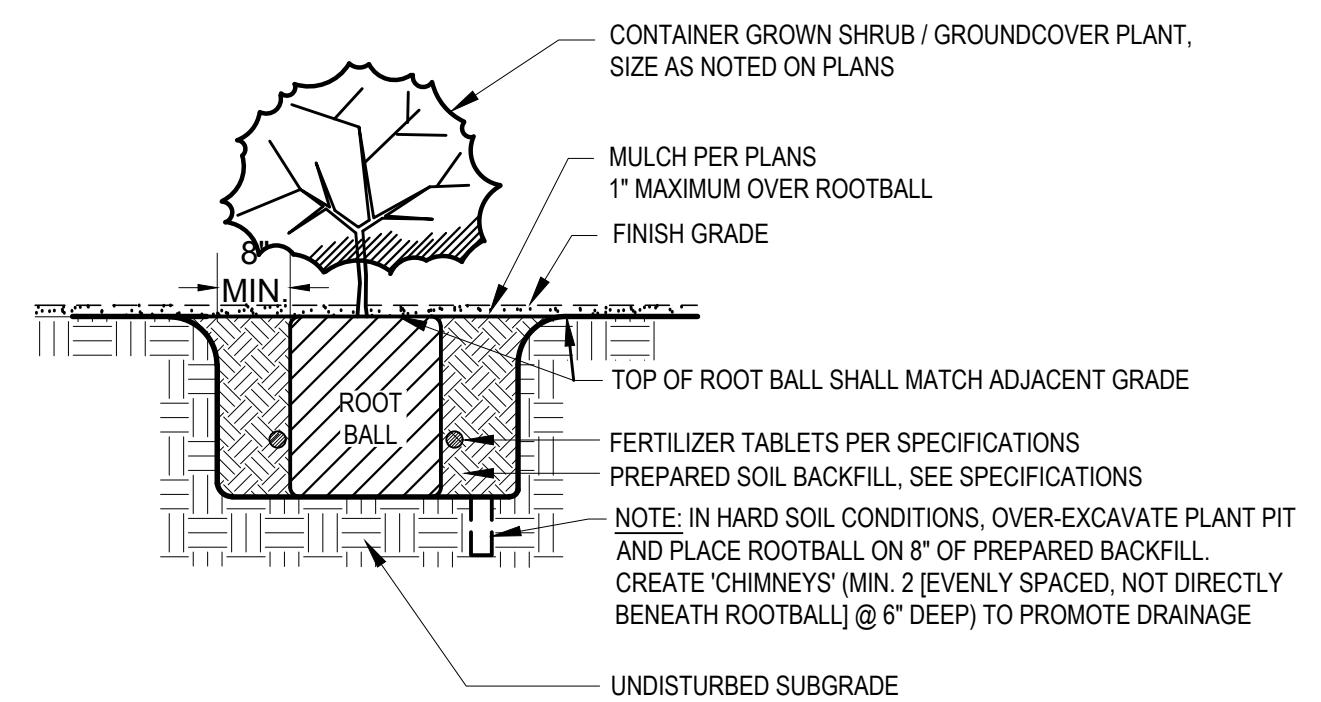 CONTAINER GROWN SHRUB / GROUNDCOVER PLANT,
SIZE AS NOTED ON PLANS
MULCH PER PLANS
1" MAXIMUM OVER ROOTBALL
FINISH GRADE
8"
MIN.
TOP OF ROOT BALL SHALL MATCH ADJACENT GRADE
ROOT
BALL
FERTILIZER TABLETS PER SPECIFICATIONS
PREPARED SOIL BACKFILL, SEE SPECIFICATIONS
NOTE: IN HARD SOIL CONDITIONS, OVER-EXCAVATE PLANT PIT
AND PLACE ROOTBALL ON 8" OF PREPARED BACKFILL.
CREATE 'CHIMNEYS' (MIN. 2 [EVENLY SPACED, NOT DIRECTLY
BENEATH ROOTBALL] @ 6" DEEP) TO PROMOTE DRAINAGE
UNDISTURBED SUBGRADE